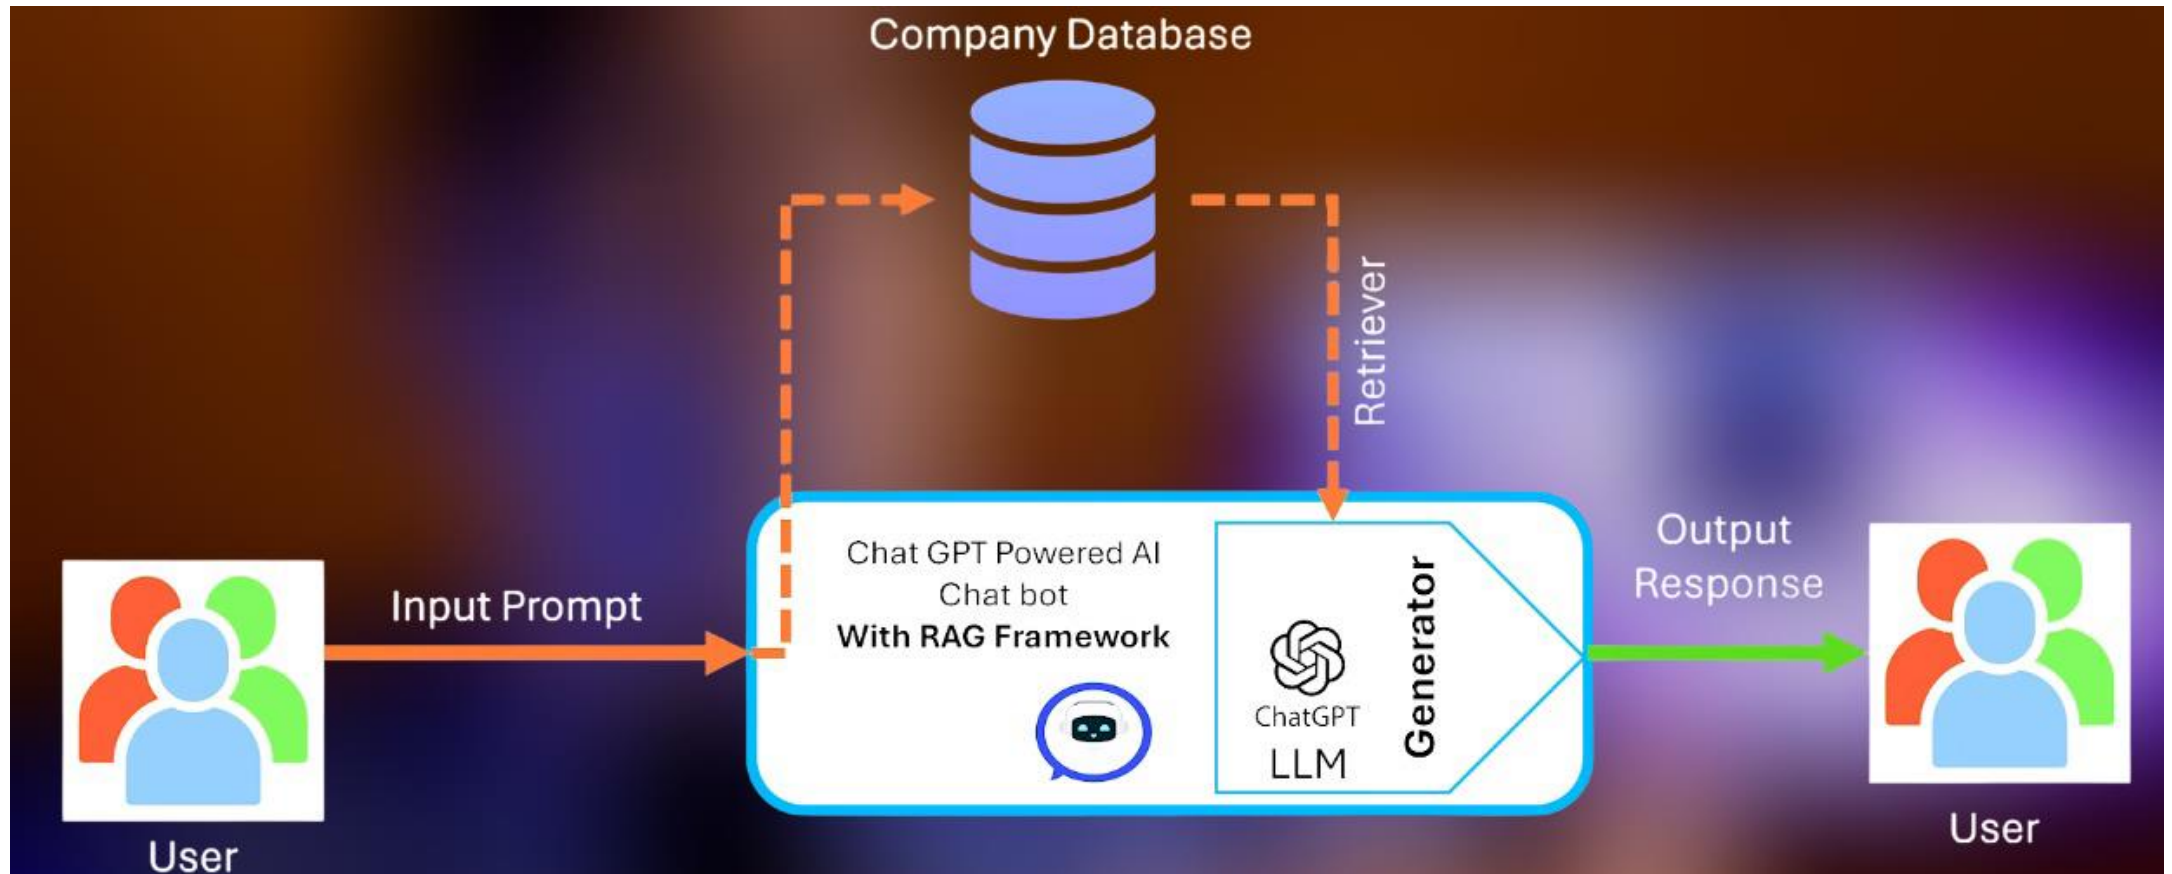 Company Database
Retriever
Input Prompt
Chat GPT Powered AI
Chat bot
With RAG Framework
ChatGPT
LLM
Generator
Output
Response
User
User